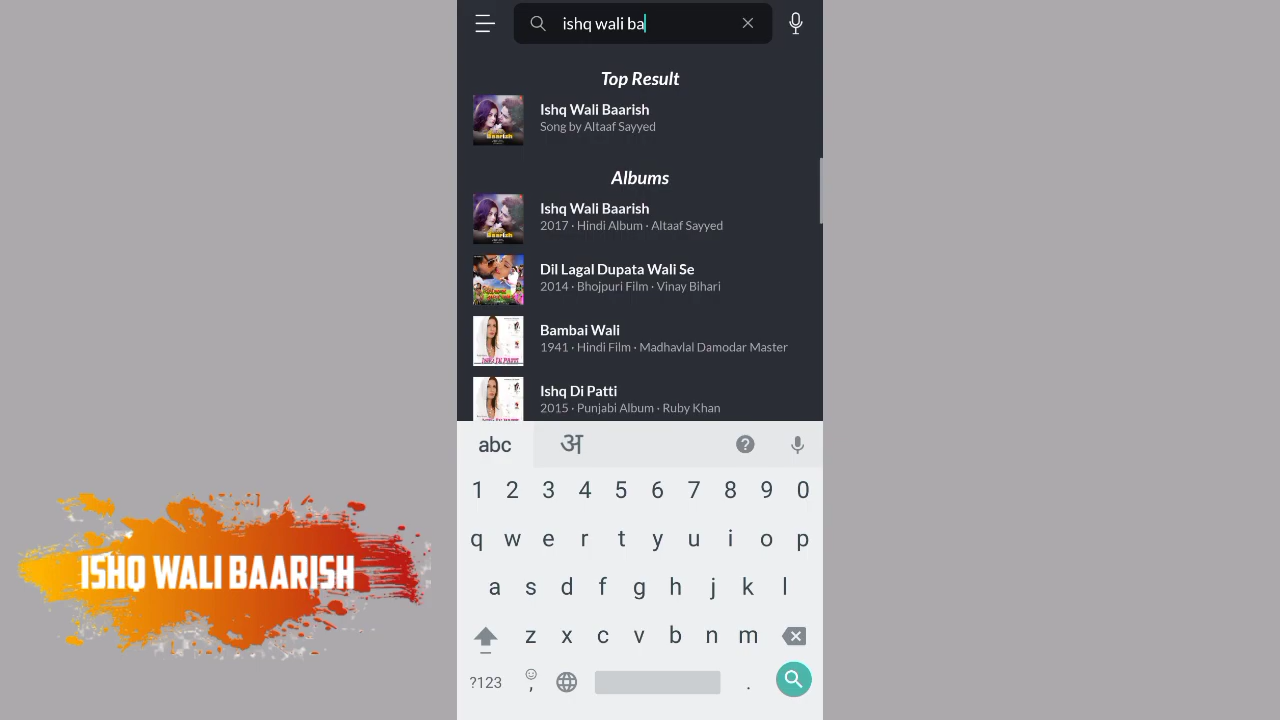 ishq wali ba
Top Result
Ishq Wali Baarish
Song by Altaaf Sayyed
Albums
Ishq Wali Baarish
2017 · Hindi Album · Altaaf Sayyed
Dil Lagal Dupata Wali Se
2014 · Bhojpuri Film · Vinay Bihari
Bambai Wali
1941 · Hindi Film · Madhavlal Damodar Master
Ishq Di Patti
2015 · Punjabi Album · Ruby Khan
abc अ ?
1 2 3 4 5 6 7 8 9 0
q w e r t y u i o p
a s d f g h j k l
z x c v b n m
?123 , .
ISHQ WALI BAARISH